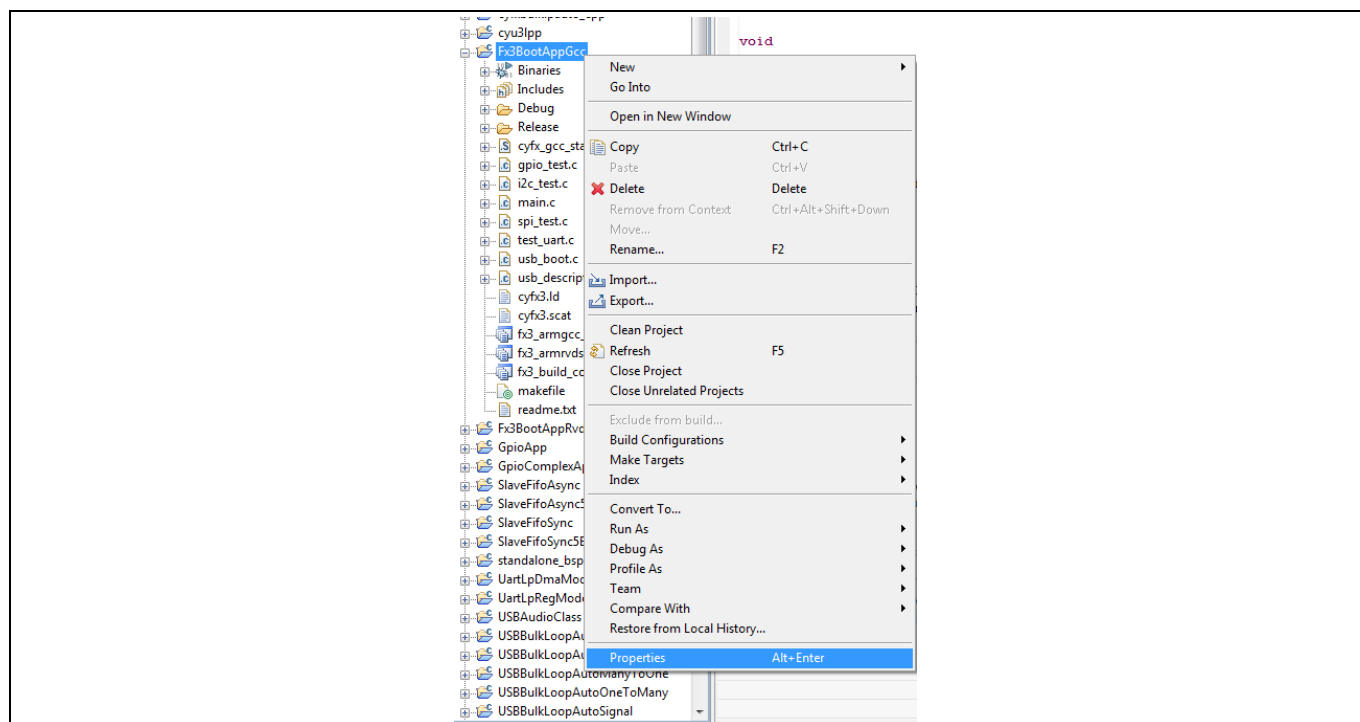 cyu3lpp
void
Fx3BootAppGcc
Binaries
Includes
Debug
Release
cyfx_gcc_sta
gpio_test.c
i2c_test.c
main.c
spi_test.c
test_uart.c
usb_boot.c
usb_descrip
cyfx3.ld
cyfx3.scat
fx3_armgcc_
fx3_armrvds
fx3_build_co
makefile
readme.txt
Fx3BootAppRvd
GpioApp
GpioComplexA
SlaveFifoAsync
SlaveFifoAsync5
SlaveFifoSync
SlaveFifoSync5B
standalone_bsp
UartLpDmaMod
UartLpRegMode
USBAudioClass
USBBulkLoopAu
USBBulkLoopAu
USBBulkLoopAutoManyToOne
USBBulkLoopAutoOneToMany
USBBulkLoopAutoSignal
New
Go Into
Open in New Window
Copy Ctrl+C
Paste Ctrl+V
Delete Delete
Remove from Context Ctrl+Alt+Shift+Down
Move...
Rename... F2
Import...
Export...
Clean Project
Refresh F5
Close Project
Close Unrelated Projects
Exclude from build...
Build Configurations
Make Targets
Index
Convert To...
Run As
Debug As
Profile As
Team
Compare With
Restore from Local History...
Properties Alt+Enter